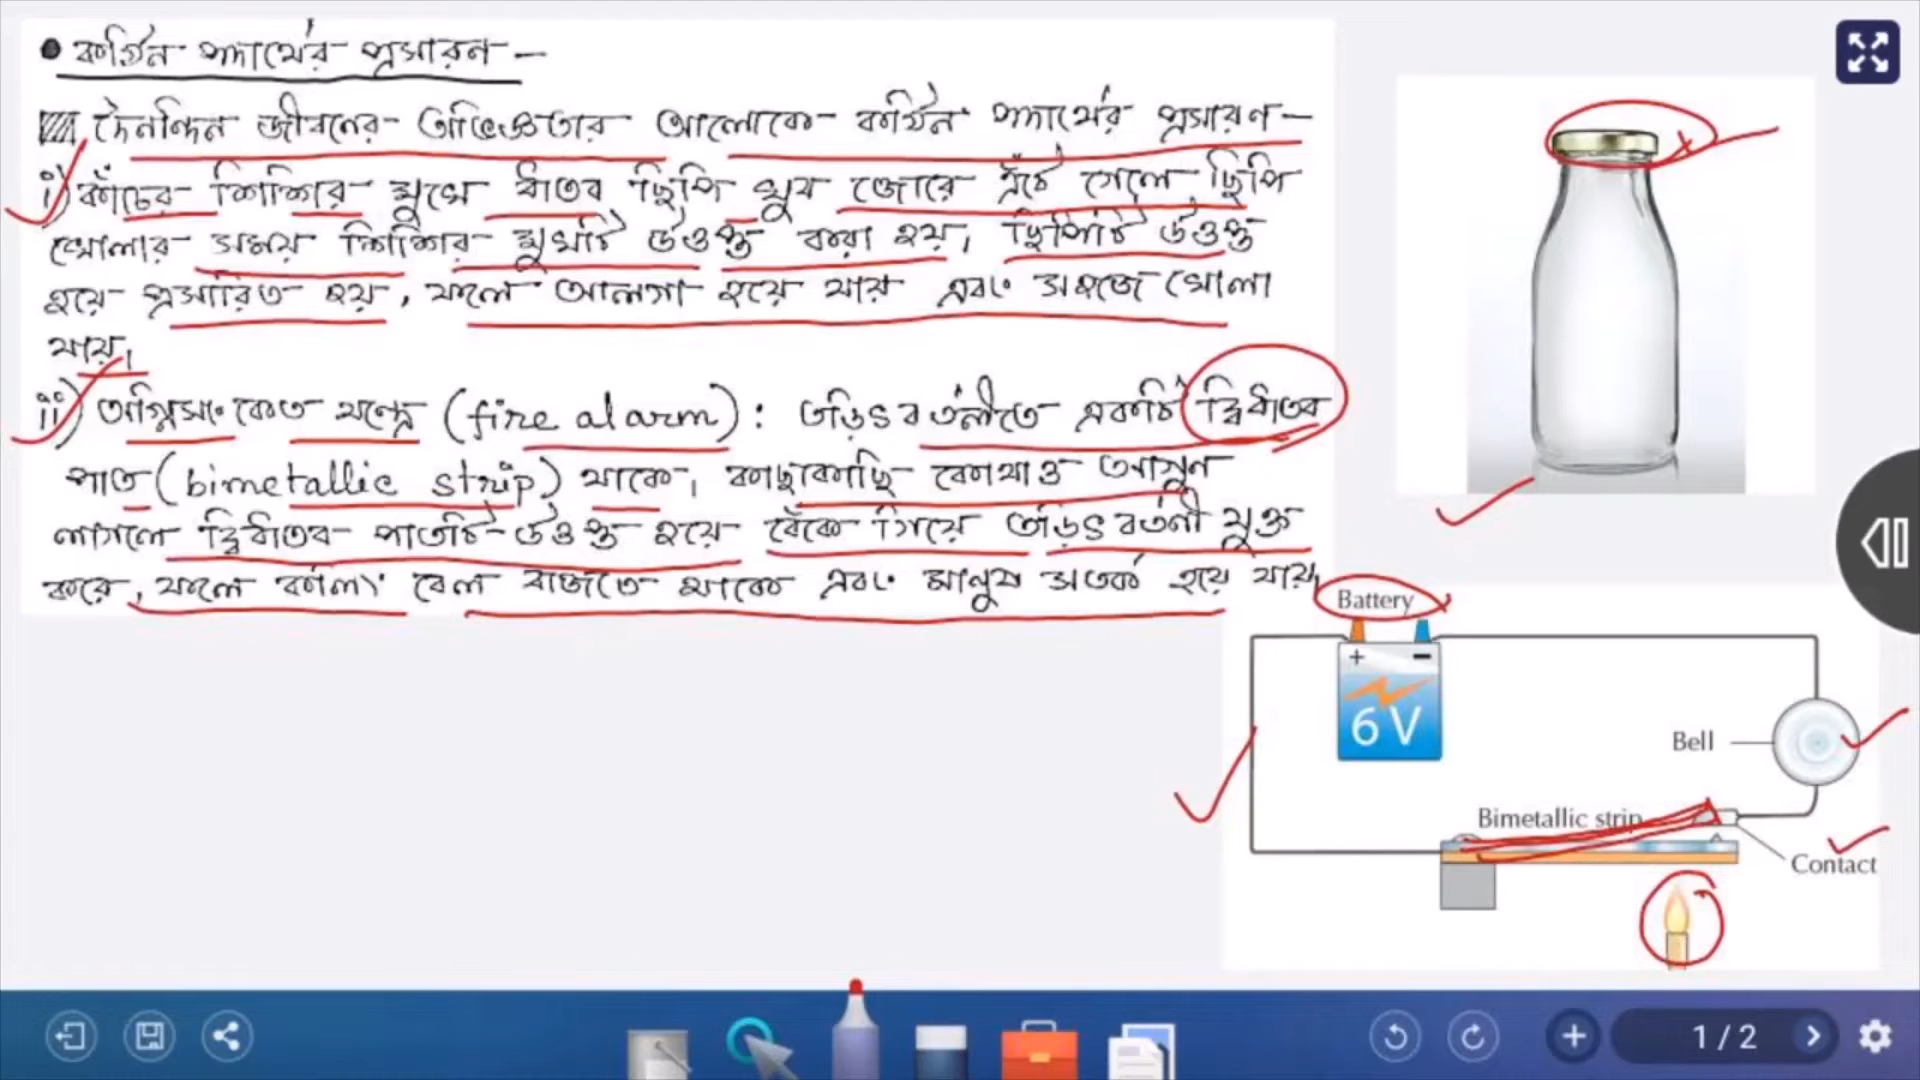 কঠিন পদার্থের প্রসারন –
দৈনন্দিন জীবনের অভিজ্ঞতার আলোকে কঠিন পদার্থের প্রসারণ –
i) কাঁচের শিশির মুখে ধাতব ছিপি খুব জোরে এঁটে গেলে ছিপি
খোলার সময় শিশির মুখটি উত্তপ্ত করা হয়। ছিপিটি উত্তপ্ত
হয়ে প্রসারিত হয়, ফলে আলগা হয়ে যায় এবং সহজে খোলা
যায়।
ii) অগ্নিসংকেত যন্ত্রে (fire alarm) : তড়িৎবর্তনীতে একটি দ্বিধাতব
পাত (bimetallic strip) থাকে। কাছাকাছি কোথাও আগুন
লাগলে দ্বিধাতব পাতটি উত্তপ্ত হয়ে বেঁকে গিয়ে তড়িৎবর্তনী যুক্ত
করে, ফলে কলিং বেল বাজতে থাকে এবং মানুষ সতর্ক হয়ে যায়।
Battery
+ –
6 V
Bell
Bimetallic strip
Contact
1 / 2